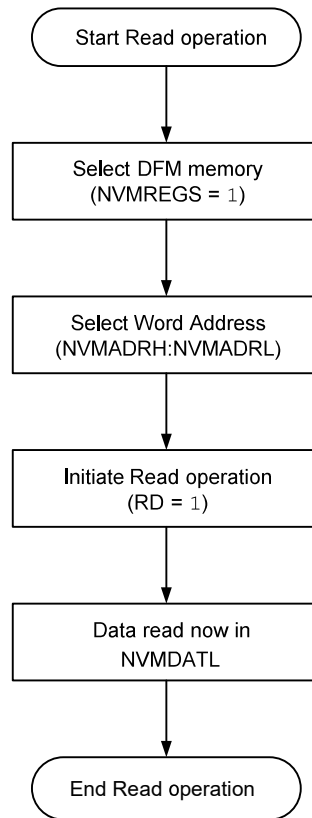 Start Read operation
Select DFM memory
(NVMREGS = 1)
Select Word Address
(NVMADRH:NVMADRL)
Initiate Read operation
(RD = 1)
Data read now in
NVMDATL
End Read operation